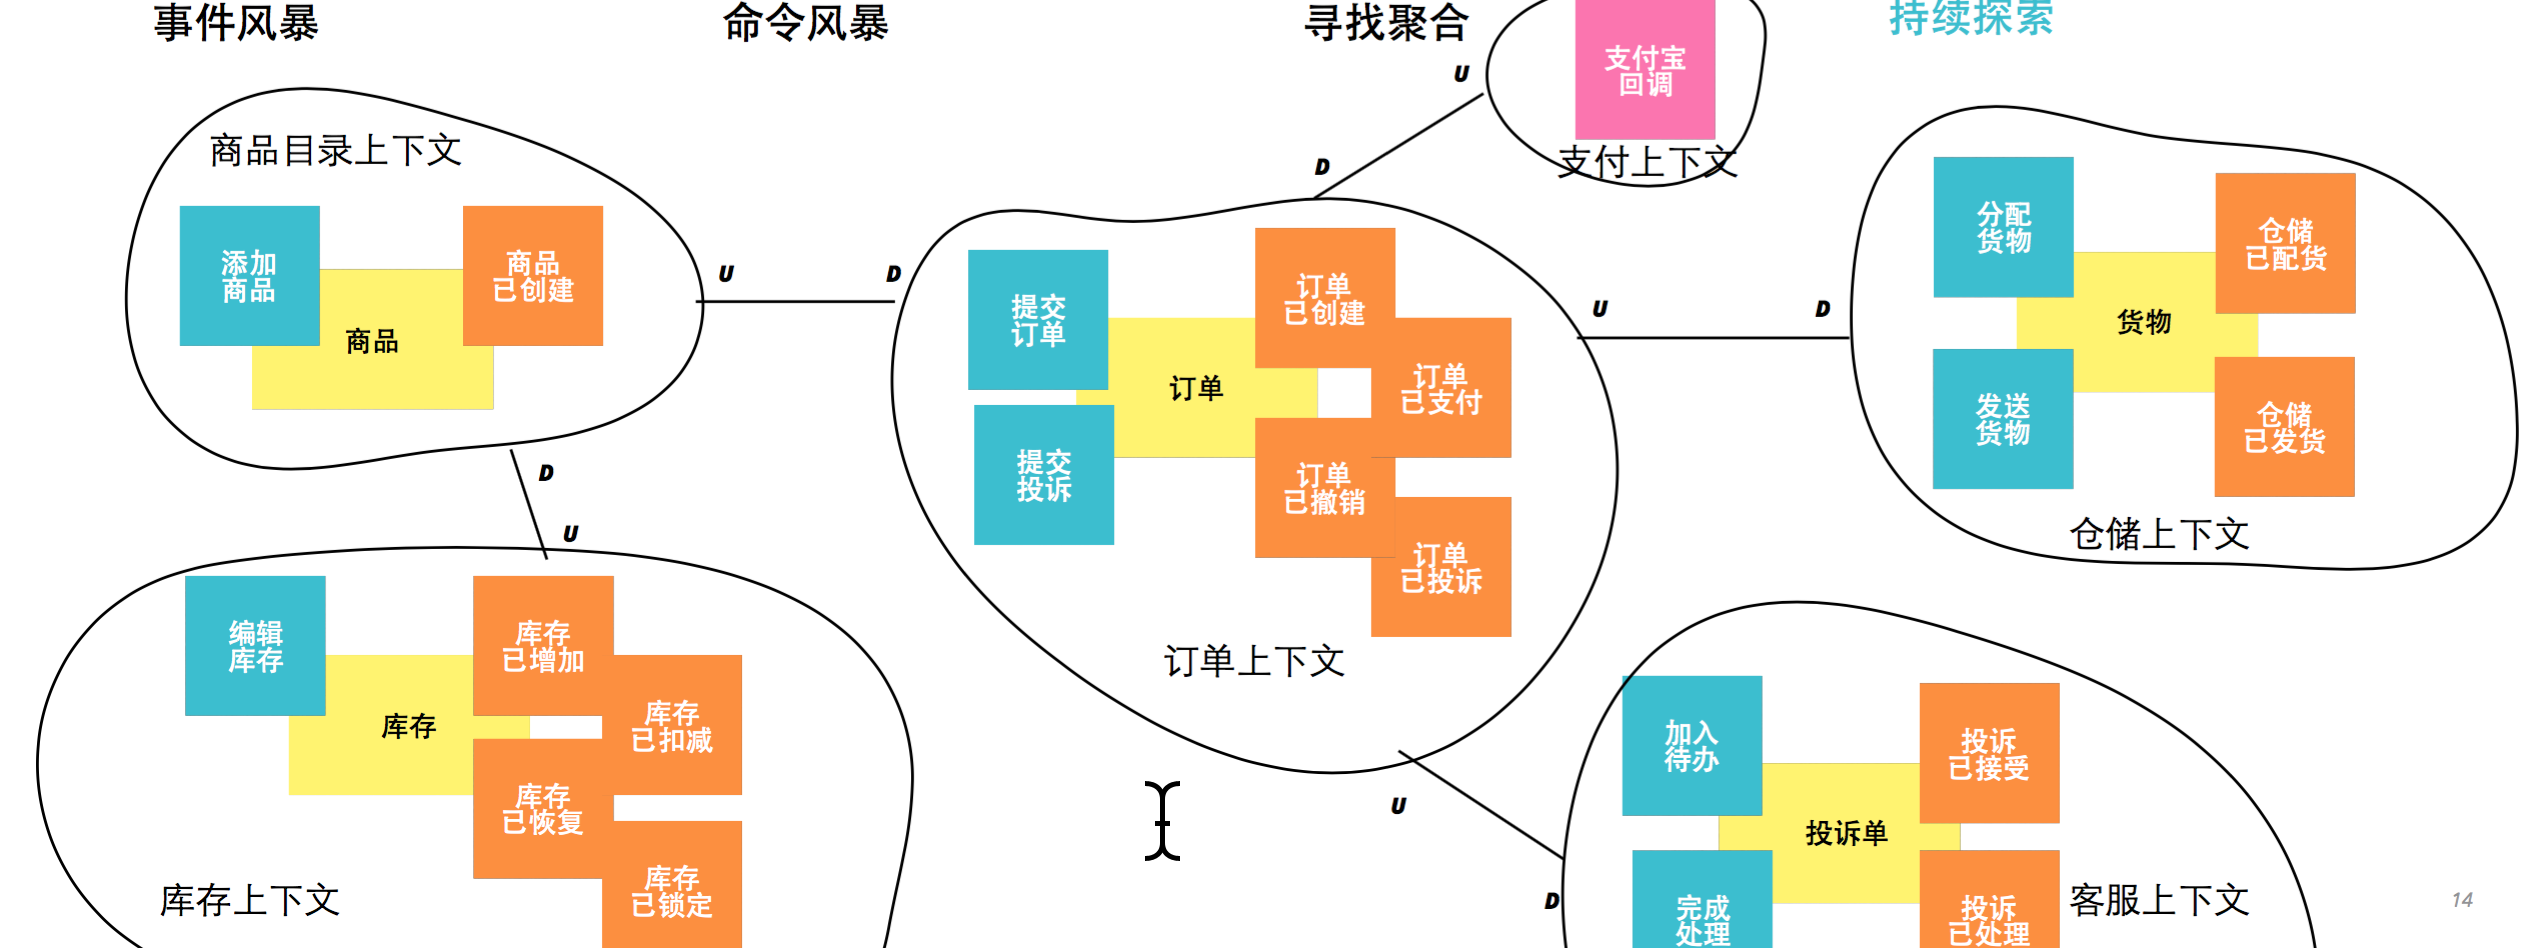 事件风暴
命令风暴
寻找聚合
持续探索
支付宝
回调
支付上下文
U
D
商品目录上下文
添加
商品
商品
商品
已创建
U
D
D
U
提交
订单
提交
投诉
订单
订单
已创建
订单
已支付
订单
已撤销
订单
已投诉
订单上下文
U
D
分配
货物
发送
货物
货物
仓储
已配货
仓储
已发货
仓储上下文
编辑
库存
库存
库存
已增加
库存
已扣减
库存
已恢复
库存
已锁定
库存上下文
U
D
加入
待办
完成
处理
投诉单
投诉
已接受
投诉
已处理
客服上下文
14